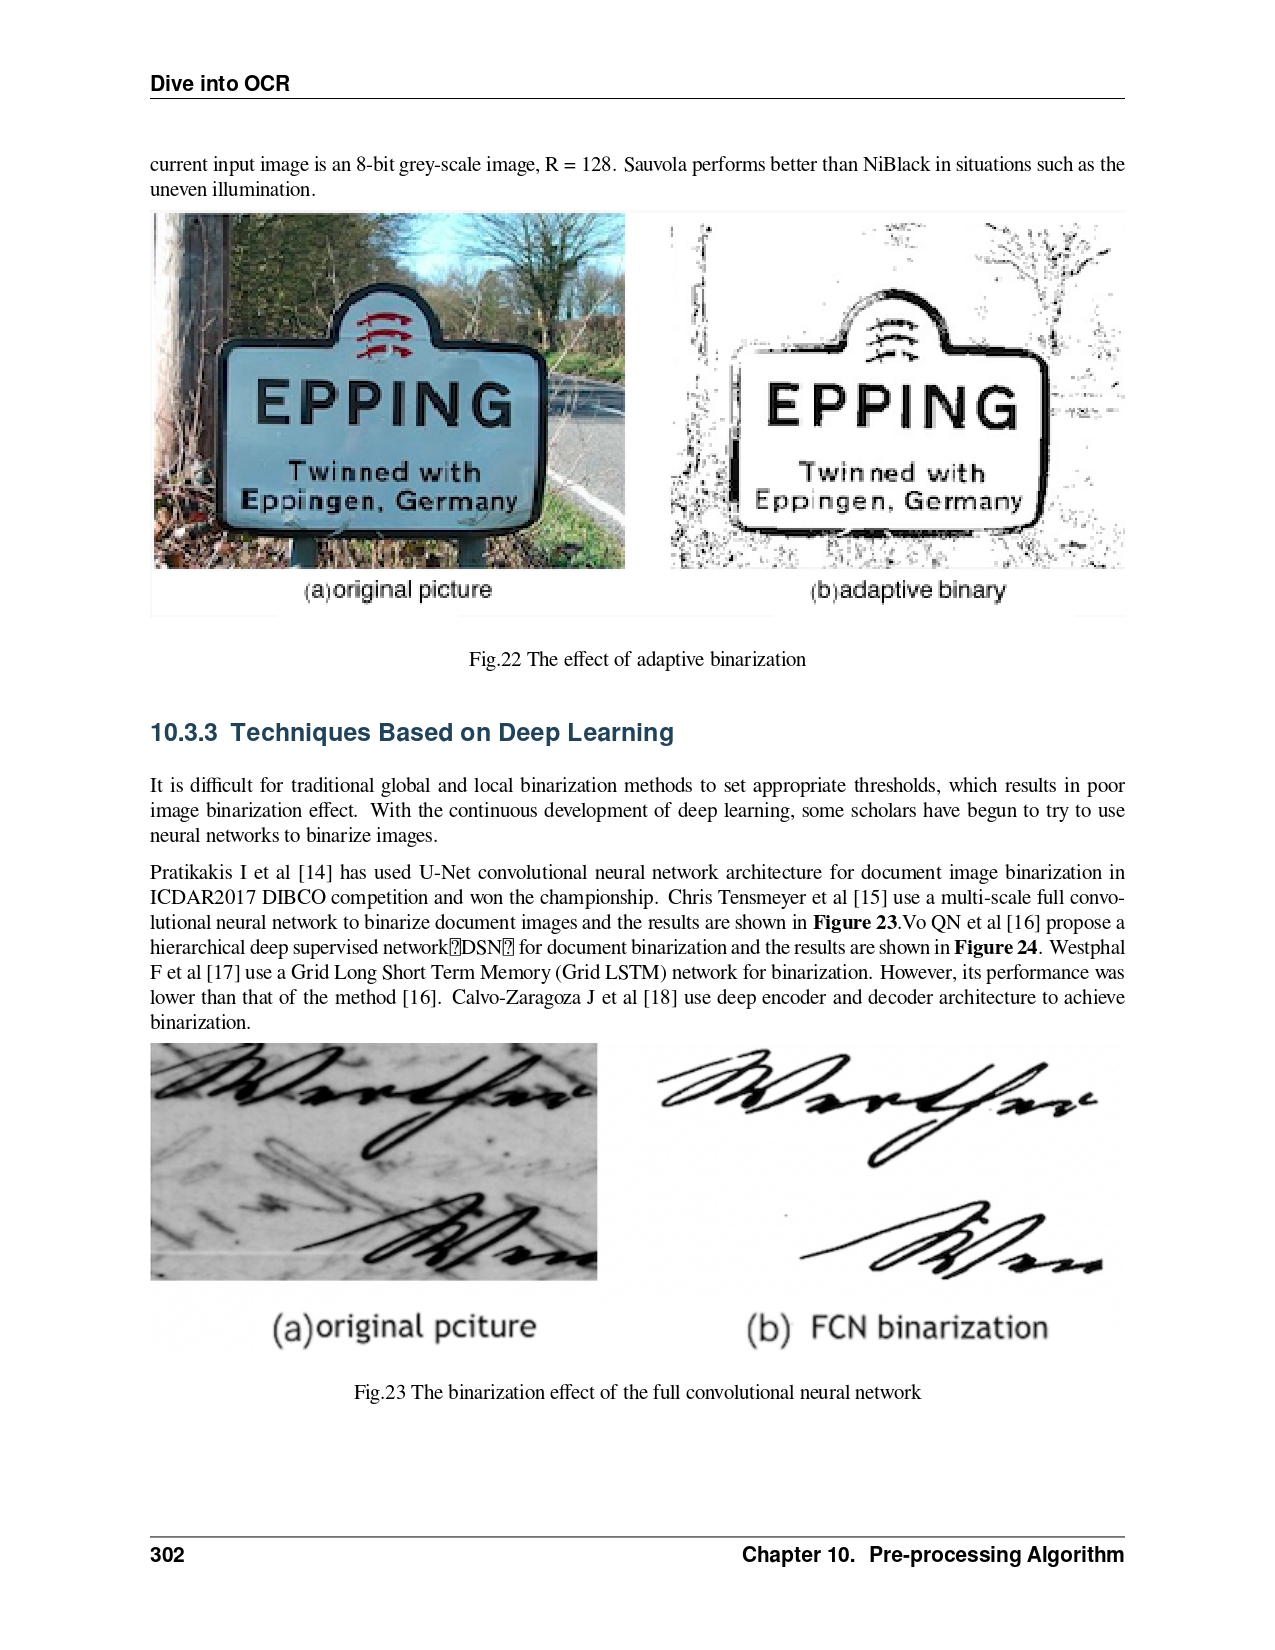 Dive into OCR
current input image is an 8-bit grey-scale image, R = 128. Sauvola performs better than NiBlack in situations such as the
uneven illumination.
EPPING
Twinned with
Eppingen, Germany
(a)original picture
EPPING
Twinned with
Eppingen, Germany
(b)adaptive binary
Fig.22 The effect of adaptive binarization
10.3.3 Techniques Based on Deep Learning
It is difficult for traditional global and local binarization methods to set appropriate thresholds, which results in poor
image binarization effect. With the continuous development of deep learning, some scholars have begun to try to use
neural networks to binarize images.
Pratikakis I et al [14] has used U-Net convolutional neural network architecture for document image binarization in
ICDAR2017 DIBCO competition and won the championship. Chris Tensmeyer et al [15] use a multi-scale full convo-
lutional neural network to binarize document images and the results are shown in Figure 23.Vo QN et al [16] propose a
hierarchical deep supervised network⍰DSN⍰ for document binarization and the results are shown in Figure 24. Westphal
F et al [17] use a Grid Long Short Term Memory (Grid LSTM) network for binarization. However, its performance was
lower than that of the method [16]. Calvo-Zaragoza J et al [18] use deep encoder and decoder architecture to achieve
binarization.
(a)original pciture
(b) FCN binarization
Fig.23 The binarization effect of the full convolutional neural network
302
Chapter 10. Pre-processing Algorithm